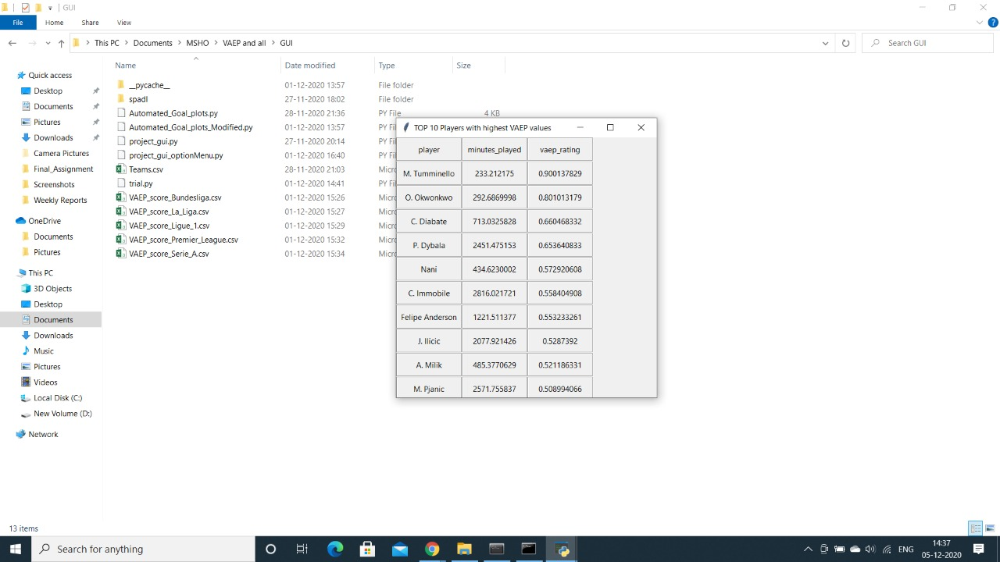 GUI
File Home Share View
This PC Documents MSHO VAEP and all GUI Search GUI
Name Date modified Type Size
Quick access
Desktop
Documents
Pictures
Downloads
Camera Pictures
Final_Assignment
Screenshots
Weekly Reports
OneDrive
Documents
Pictures
This PC
3D Objects
Desktop
Documents
Downloads
Music
Pictures
Videos
Local Disk (C:)
New Volume (D:)
Network
__pycache__ 01-12-2020 13:57 File folder
spadl 27-11-2020 18:02 File folder
Automated_Goal_plots.py 28-11-2020 21:36 PY File 4 KB
Automated_Goal_plots_Modified.py 01-12-2020 13:57 PY Fi
project_gui.py 27-11-2020 20:14 PY Fi
project_gui_optionMenu.py 01-12-2020 16:40 PY Fi
Teams.csv 28-11-2020 21:03 Micro
trial.py 01-12-2020 14:41 PY Fi
VAEP_score_Bundesliga.csv 01-12-2020 15:26 Micro
VAEP_score_La_Liga.csv 01-12-2020 15:27 Micro
VAEP_score_Ligue_1.csv 01-12-2020 15:29 Micro
VAEP_score_Premier_League.csv 01-12-2020 15:32 Micro
VAEP_score_Serie_A.csv 01-12-2020 15:34 Micro
TOP 10 Players with highest VAEP values
player minutes_played vaep_rating
M. Tumminello 233.212175 0.900137829
O. Okwonkwo 292.6869998 0.801013179
C. Diabate 713.0325828 0.660468332
P. Dybala 2451.475153 0.653640833
Nani 434.6230002 0.572920608
C. Immobile 2816.021721 0.558404908
Felipe Anderson 1221.511377 0.553233261
J. Ilicic 2077.921426 0.5287392
A. Milik 485.3770629 0.521186331
M. Pjanic 2571.755837 0.508994066
13 items
Search for anything
ENG
14:37
05-12-2020